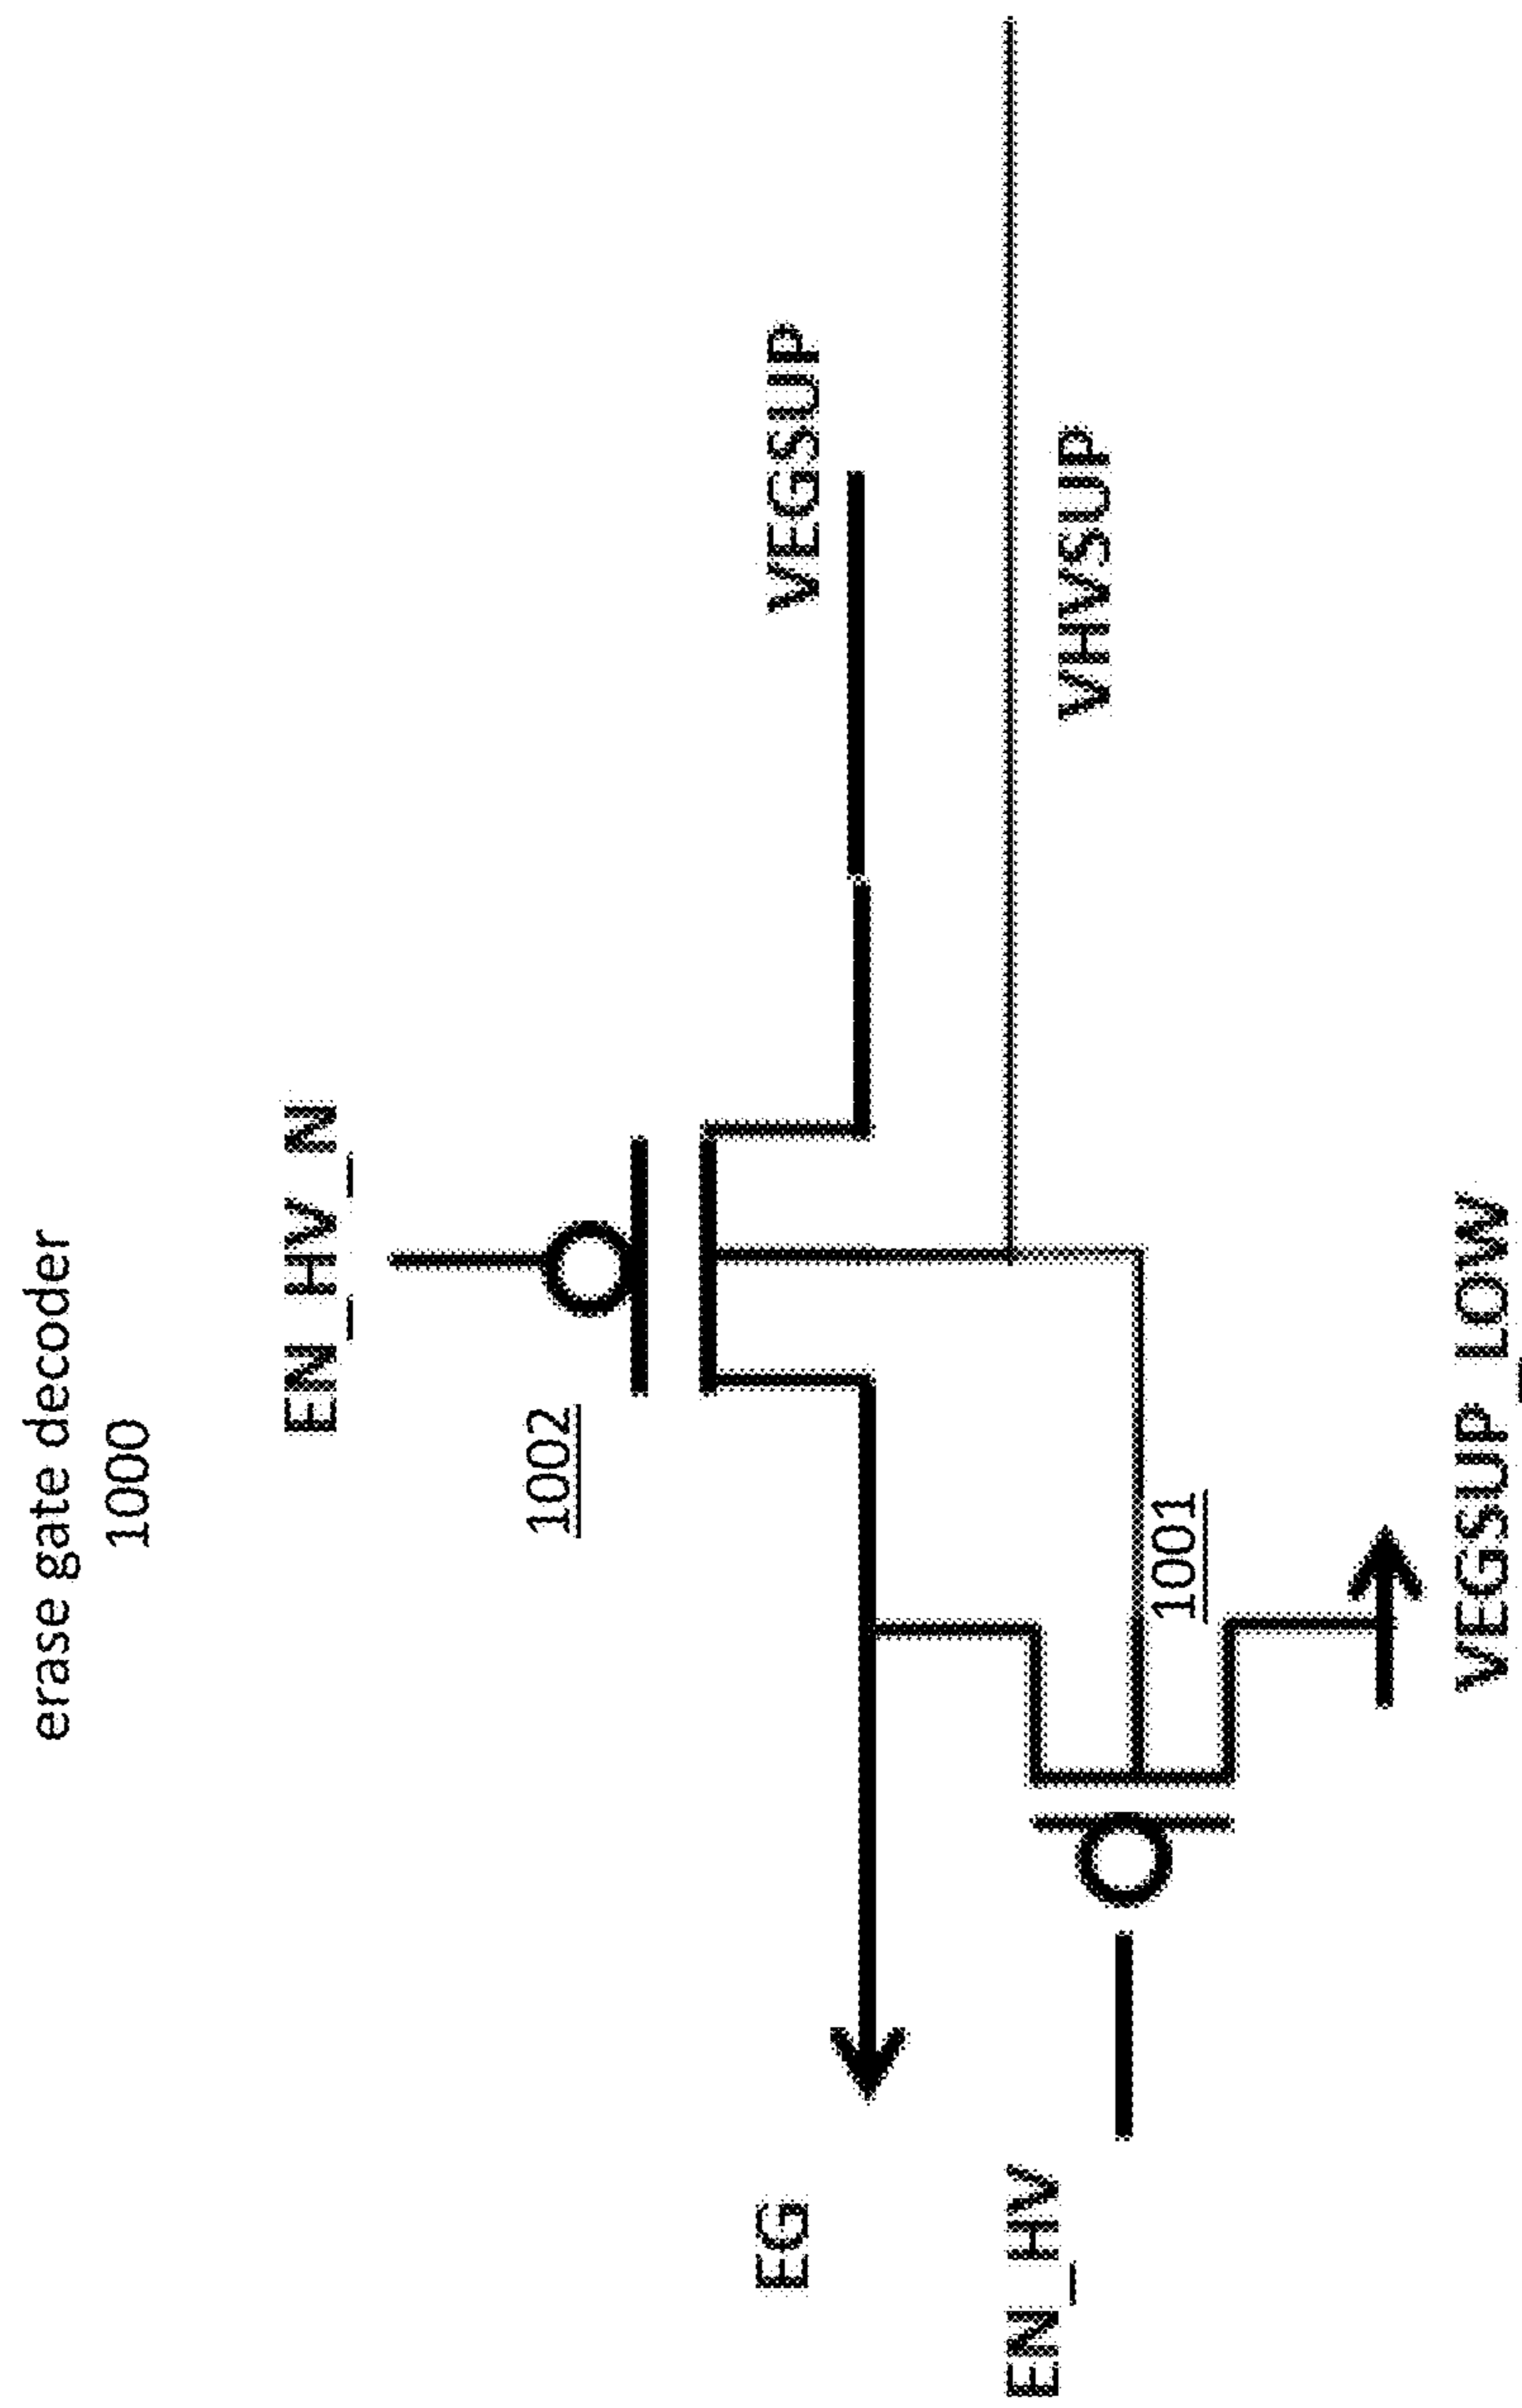 erase gate decoder
1000
EN_HV_N
1002
VEGSUP
VHVSUP
EG
1001
EN_HV
VEGSUP_LOW